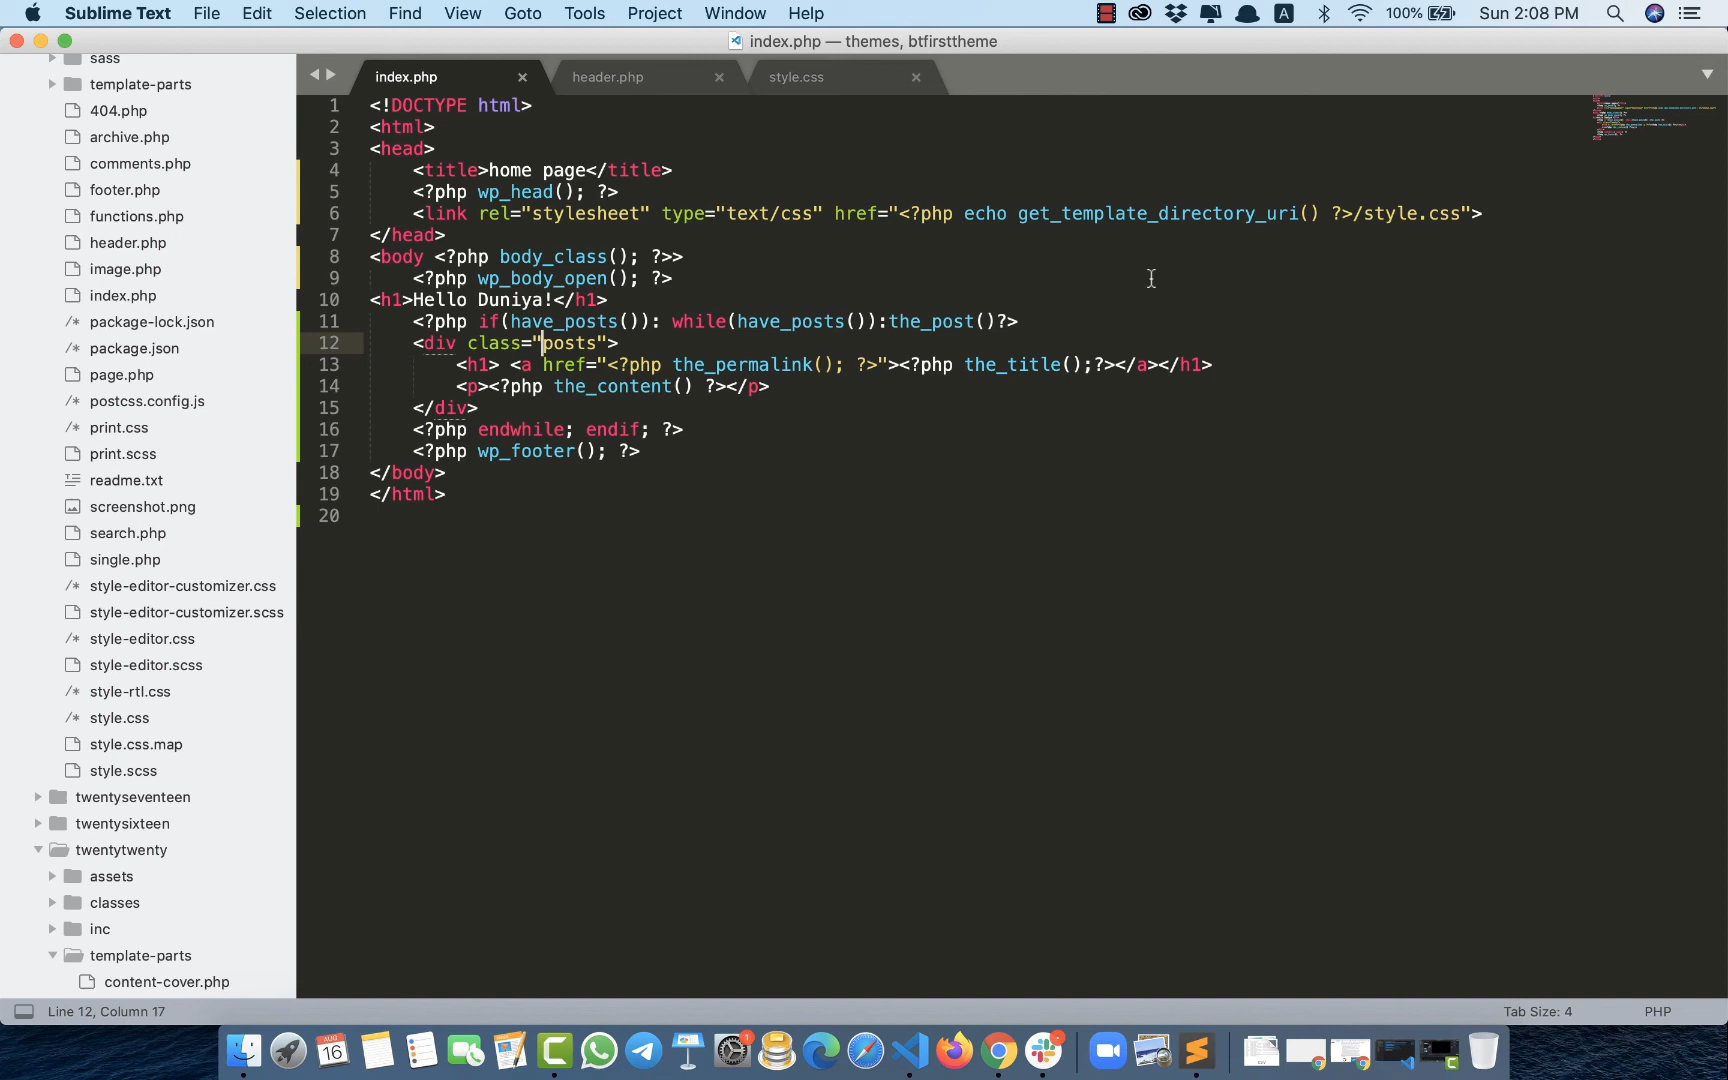 Sublime Text File Edit Selection Find View Goto Tools Project Window Help A 100% Sun 2:08 PM
index.php — themes, btfirsttheme
sass
template-parts
404.php
archive.php
comments.php
footer.php
functions.php
header.php
image.php
index.php
/* package-lock.json
/* package.json
page.php
/* postcss.config.js
/* print.css
print.scss
readme.txt
screenshot.png
search.php
single.php
/* style-editor-customizer.css
style-editor-customizer.scss
/* style-editor.css
style-editor.scss
/* style-rtl.css
/* style.css
style.css.map
style.scss
twentyseventeen
twentysixteen
twentytwenty
assets
classes
inc
template-parts
content-cover.php
index.php header.php style.css
1 <!DOCTYPE html>
2 <html>
3 <head>
4 <title>home page</title>
5 <?php wp_head(); ?>
6 <link rel="stylesheet" type="text/css" href="<?php echo get_template_directory_uri() ?>/style.css">
7 </head>
8 <body <?php body_class(); ?>>
9 <?php wp_body_open(); ?>
10 <h1>Hello Duniya!</h1>
11 <?php if(have_posts()): while(have_posts()):the_post()?>
12 <div class="posts">
13 <h1> <a href="<?php the_permalink(); ?>"><?php the_title();?></a></h1>
14 <p><?php the_content() ?></p>
15 </div>
16 <?php endwhile; endif; ?>
17 <?php wp_footer(); ?>
18 </body>
19 </html>
20
Line 12, Column 17 Tab Size: 4 PHP
AUG
16
1